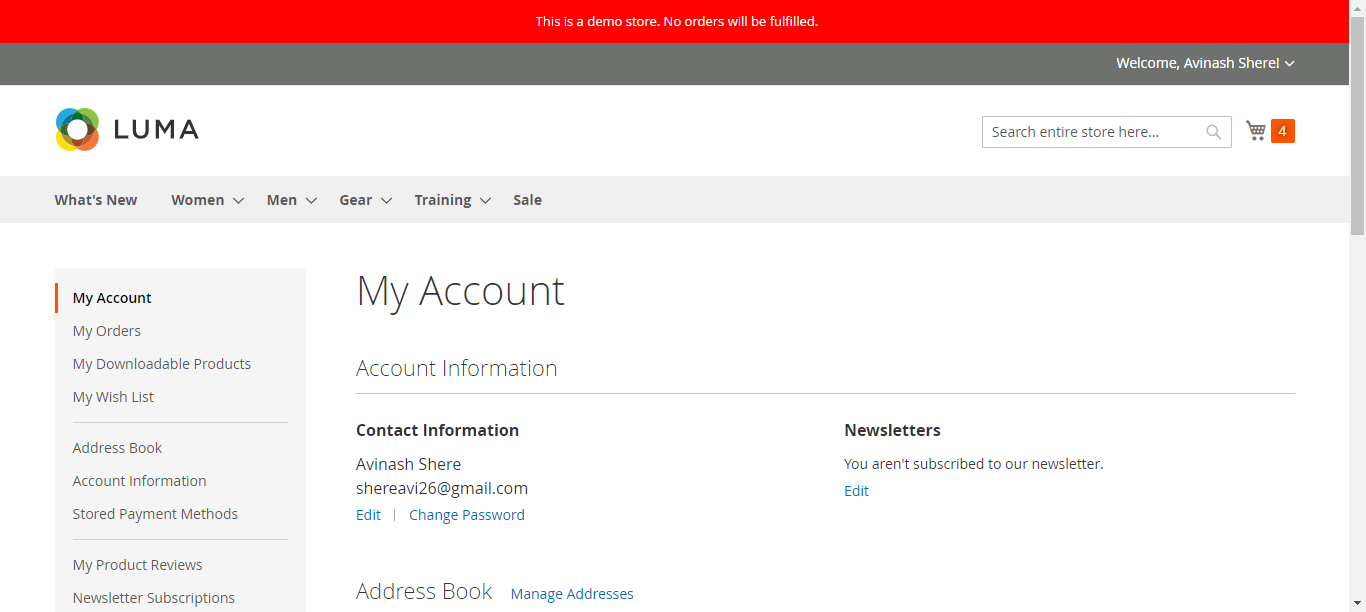 This is a demo store. No orders will be fulfilled.
Welcome, Avinash Shere!
LUMA
Search entire store here...
4
What's New Women Men Gear Training Sale
My Account
My Orders
My Downloadable Products
My Wish List
Address Book
Account Information
Stored Payment Methods
My Product Reviews
Newsletter Subscriptions
My Account
Account Information
Contact Information
Avinash Shere
shereavi26@gmail.com
Edit | Change Password
Newsletters
You aren't subscribed to our newsletter.
Edit
Address Book Manage Addresses